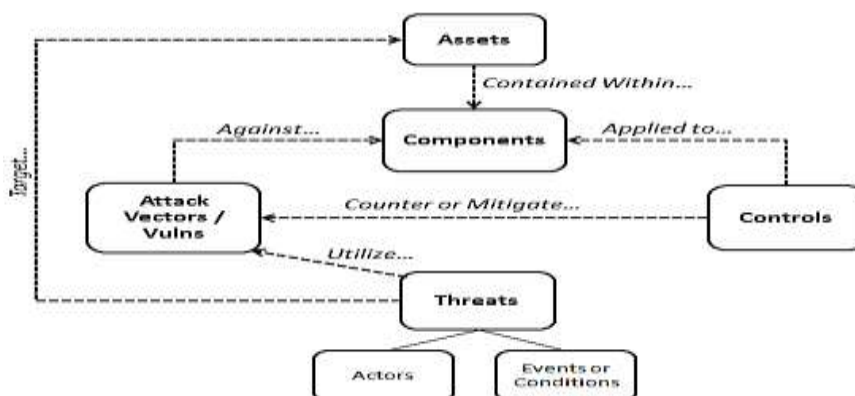 Assets
Contained Within...
Against...
Components
Applied to...
Target...
Attack
Vectors /
Vulns
Counter or Mitigate...
Controls
Utilize...
Threats
Actors
Events or
Conditions